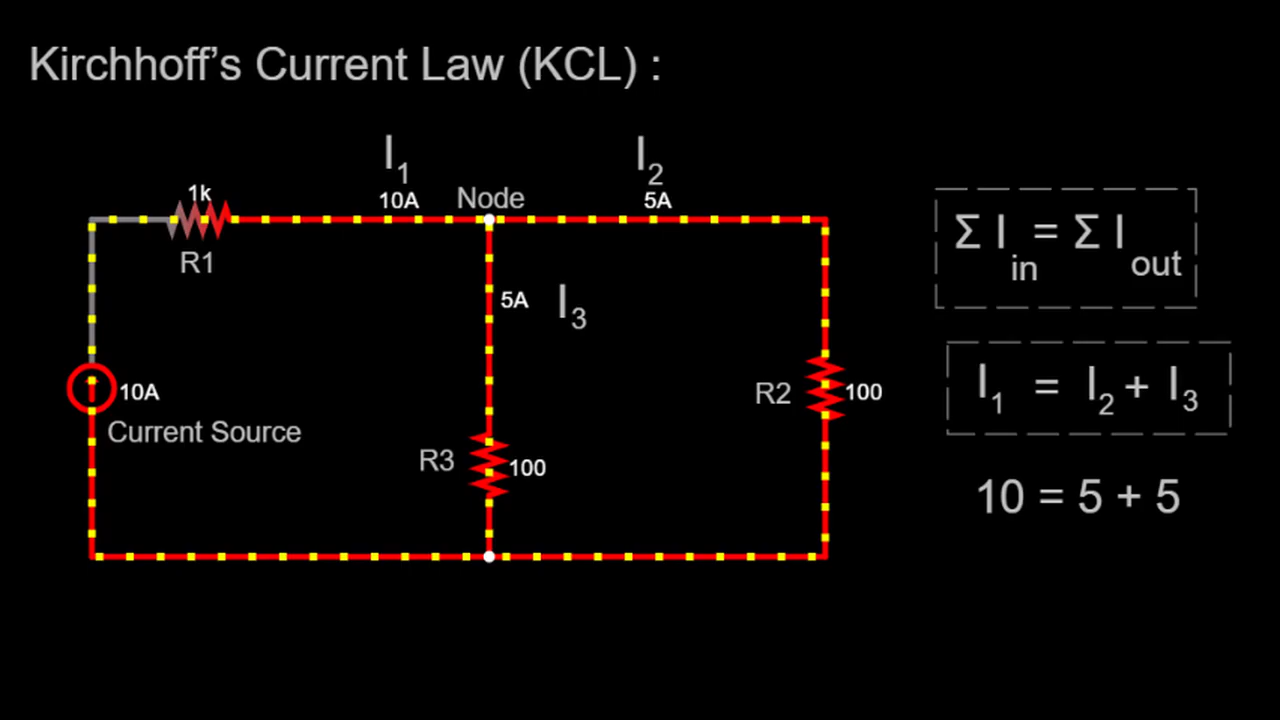 Kirchhoff's Current Law (KCL) :
I1
I2
1k
10A
Node
5A
R1
Σ Iin = Σ Iout
5A
I3
I1 = I2 + I3
10A
R2
100
Current Source
R3
100
10 = 5 + 5